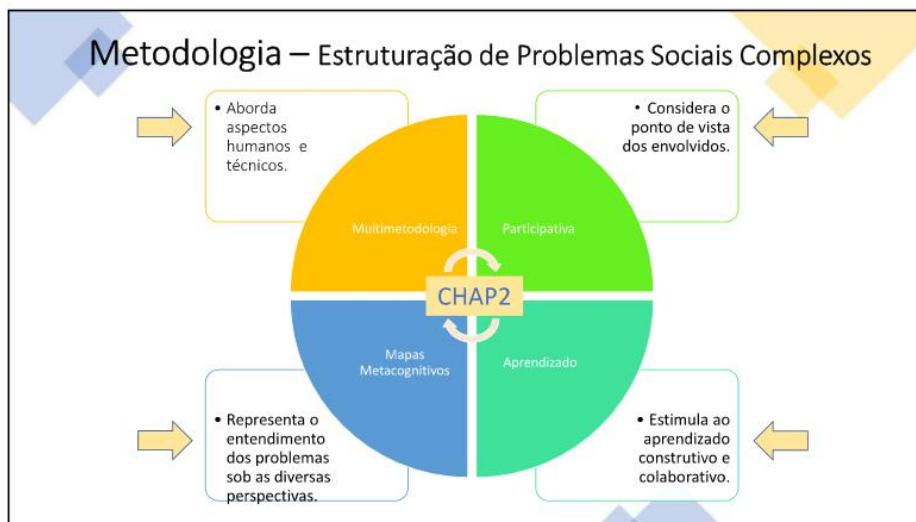 Metodologia – Estruturação de Problemas Sociais Complexos
• Aborda
aspectos
humanos e
técnicos.
• Considera o
ponto de vista
dos envolvidos.
Multimetodologia
Participativa
CHAP2
Mapas
Metacognitivos
Aprendizado
• Representa o
entendimento
dos problemas
sob as diversas
perspectivas.
• Estimula ao
aprendizado
construtivo e
colaborativo.